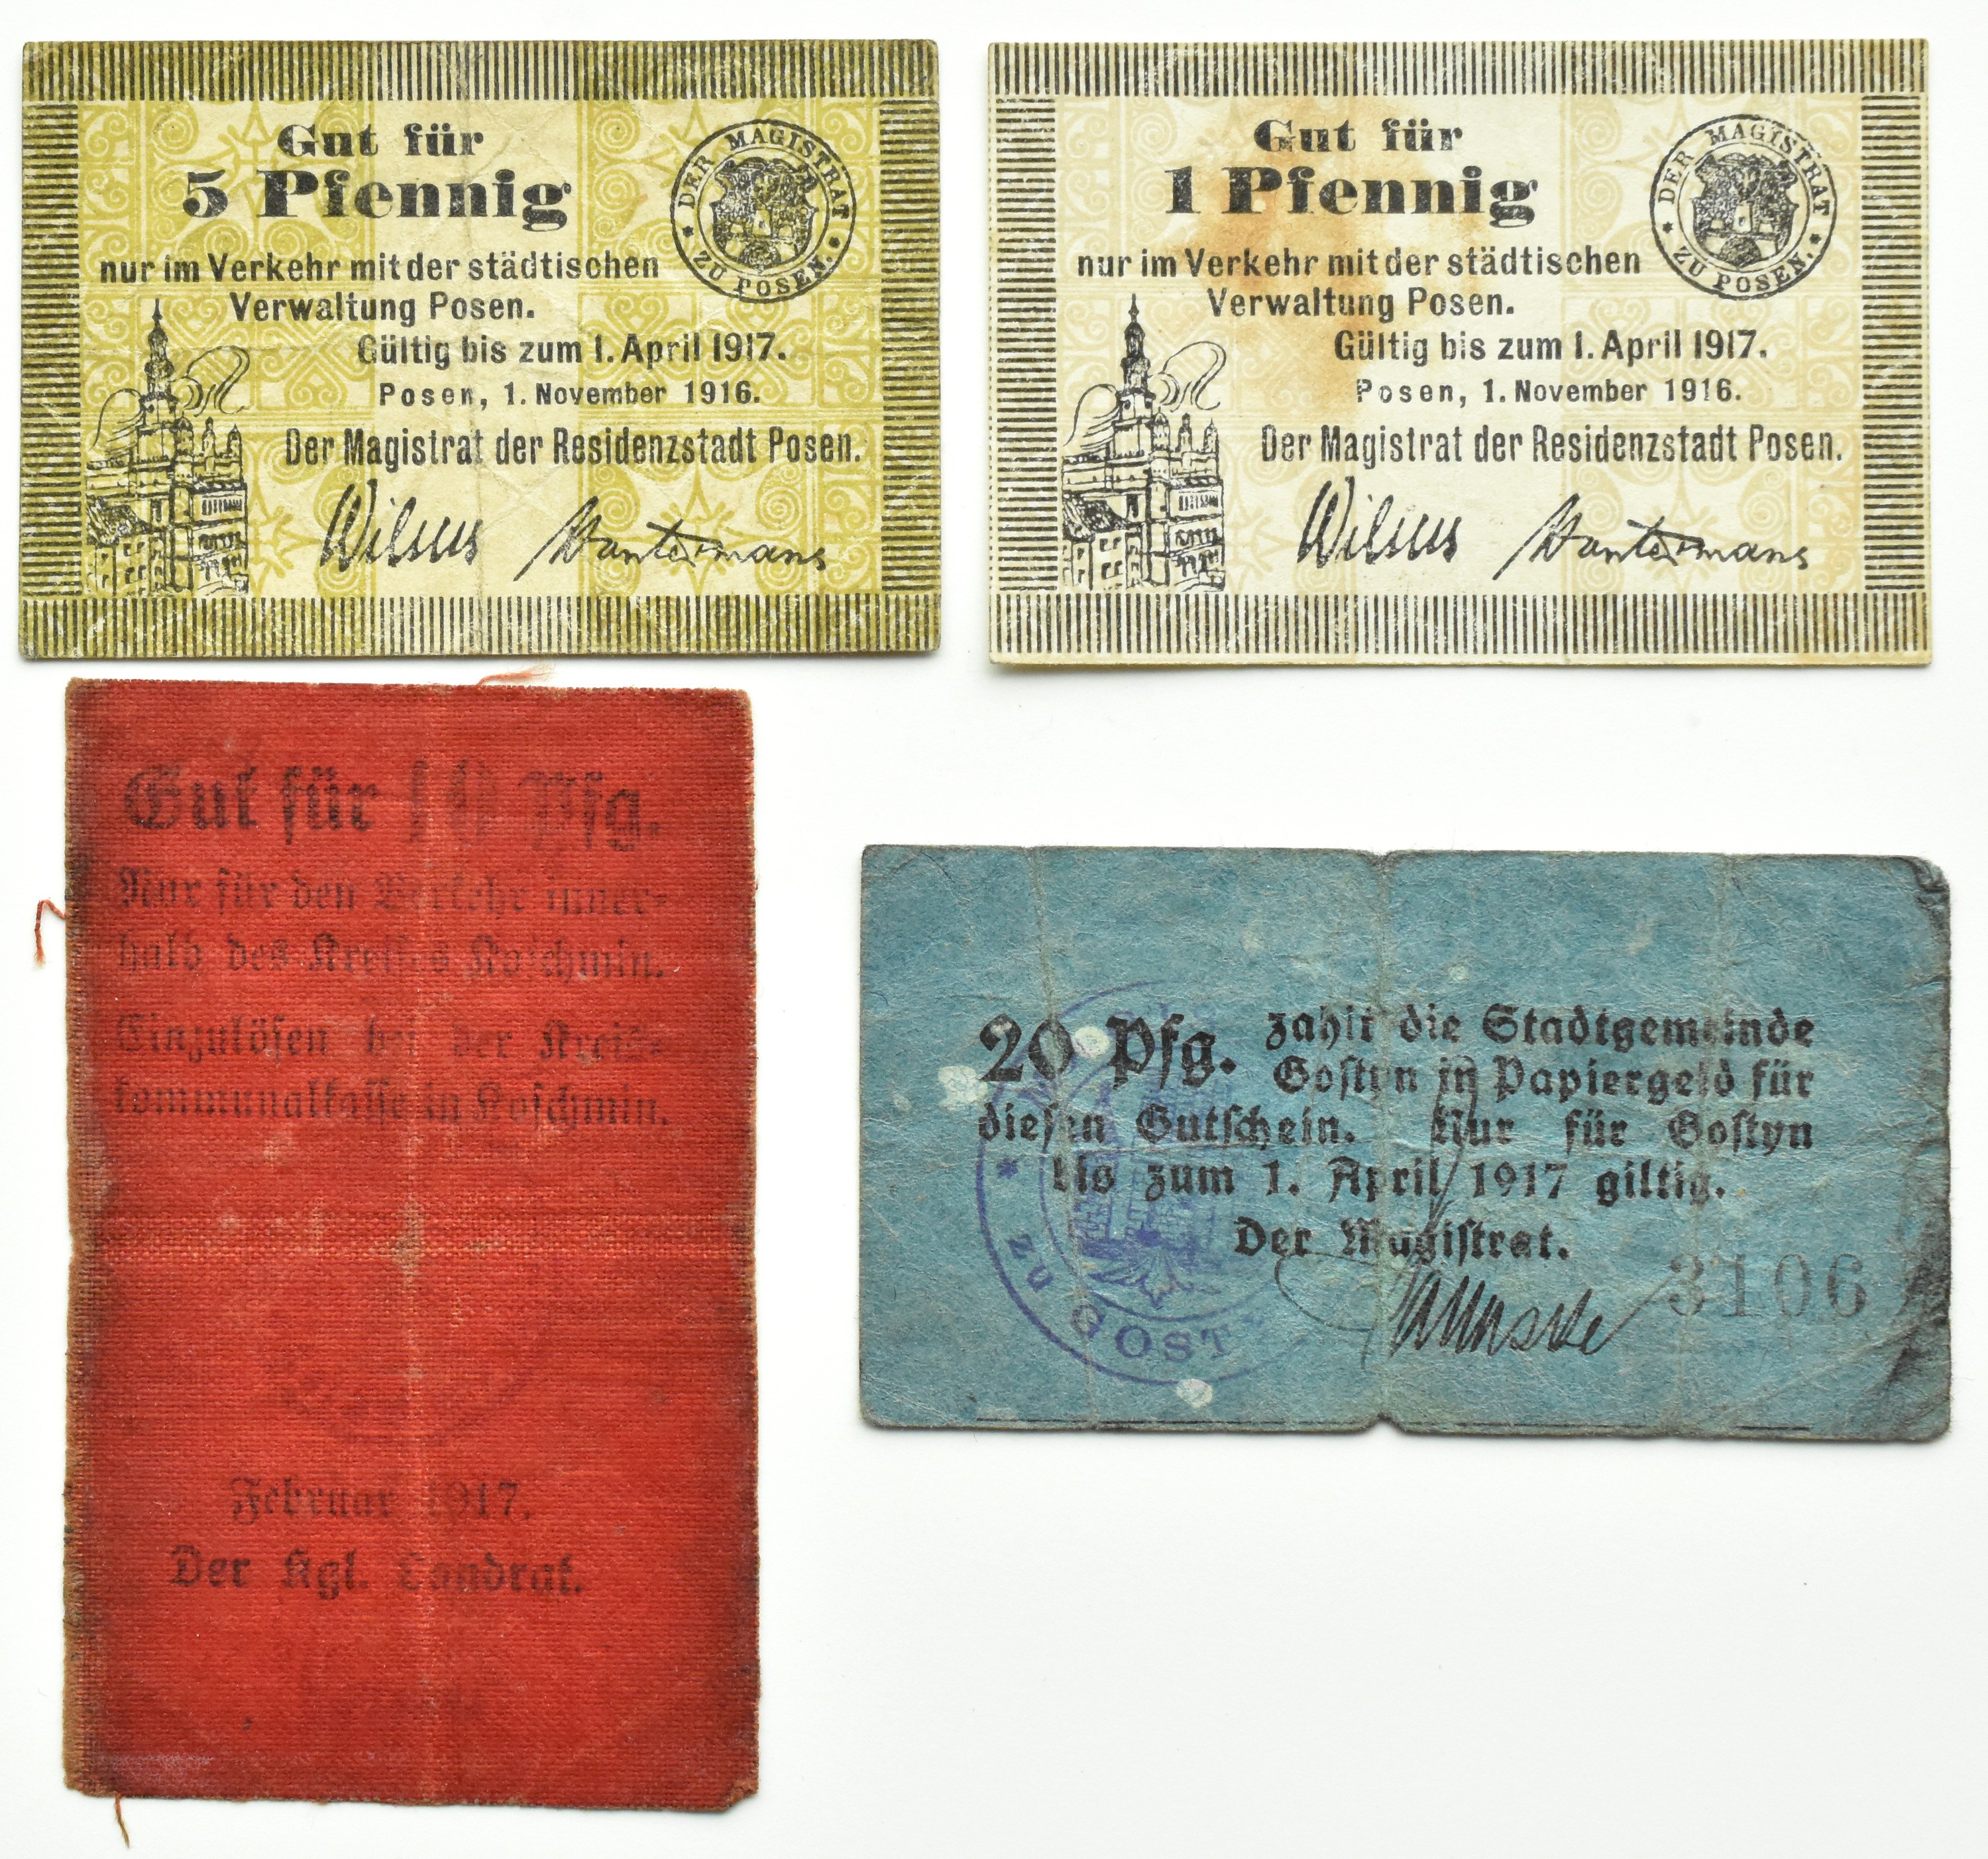 Gut für
5 Pfennig
nur im Verkehr mit der städtischen
Verwaltung Posen.
Gültig bis zum 1. April 1917.
Posen, 1. November 1916.
Der Magistrat der Residenzstadt Posen.
Wilms
DER MAGISTRAT
* ZU POSEN. *
Gut für
1 Pfennig
nur im Verkehr mit der städtischen
Verwaltung Posen.
Gültig bis zum 1. April 1917.
Posen, 1. November 1916.
Der Magistrat der Residenzstadt Posen.
Wilms
DER MAGISTRAT
* ZU POSEN. *
Gut für 10 Pfg.
Nur für den Verkehr inner-
halb des Kreises Koschmin.
Einzulösen bei der Kreis-
kommunalkasse in Koschmin.
Februar 1917.
Der Kgl. Landrat.
20 Pfg. zahlt die Stadtgemeinde
Gostyn in Papiergeld für
diesen Gutschein. Nur für Gostyn
bis zum 1. April 1917 giltig.
Der Magistrat.
3106
* ZU GOST